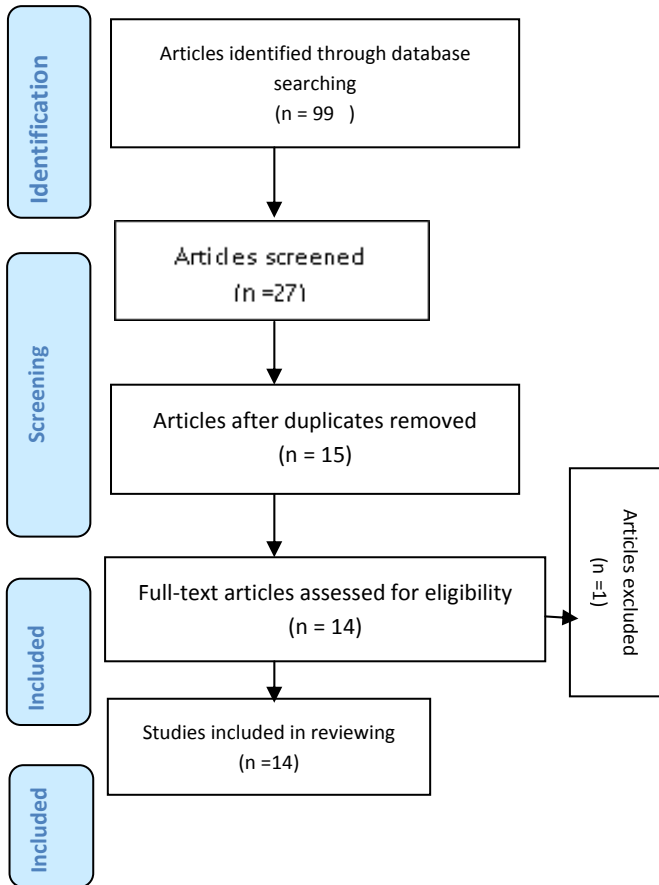 Identification
Articles identified through database
searching
(n = 99   )
Screening
Articles screened
(n =27)
Articles after duplicates removed
(n = 15)
Included
Full-text articles assessed for eligibility
(n = 14)
Articles excluded
(n =1)
Included
Studies included in reviewing
(n =14)